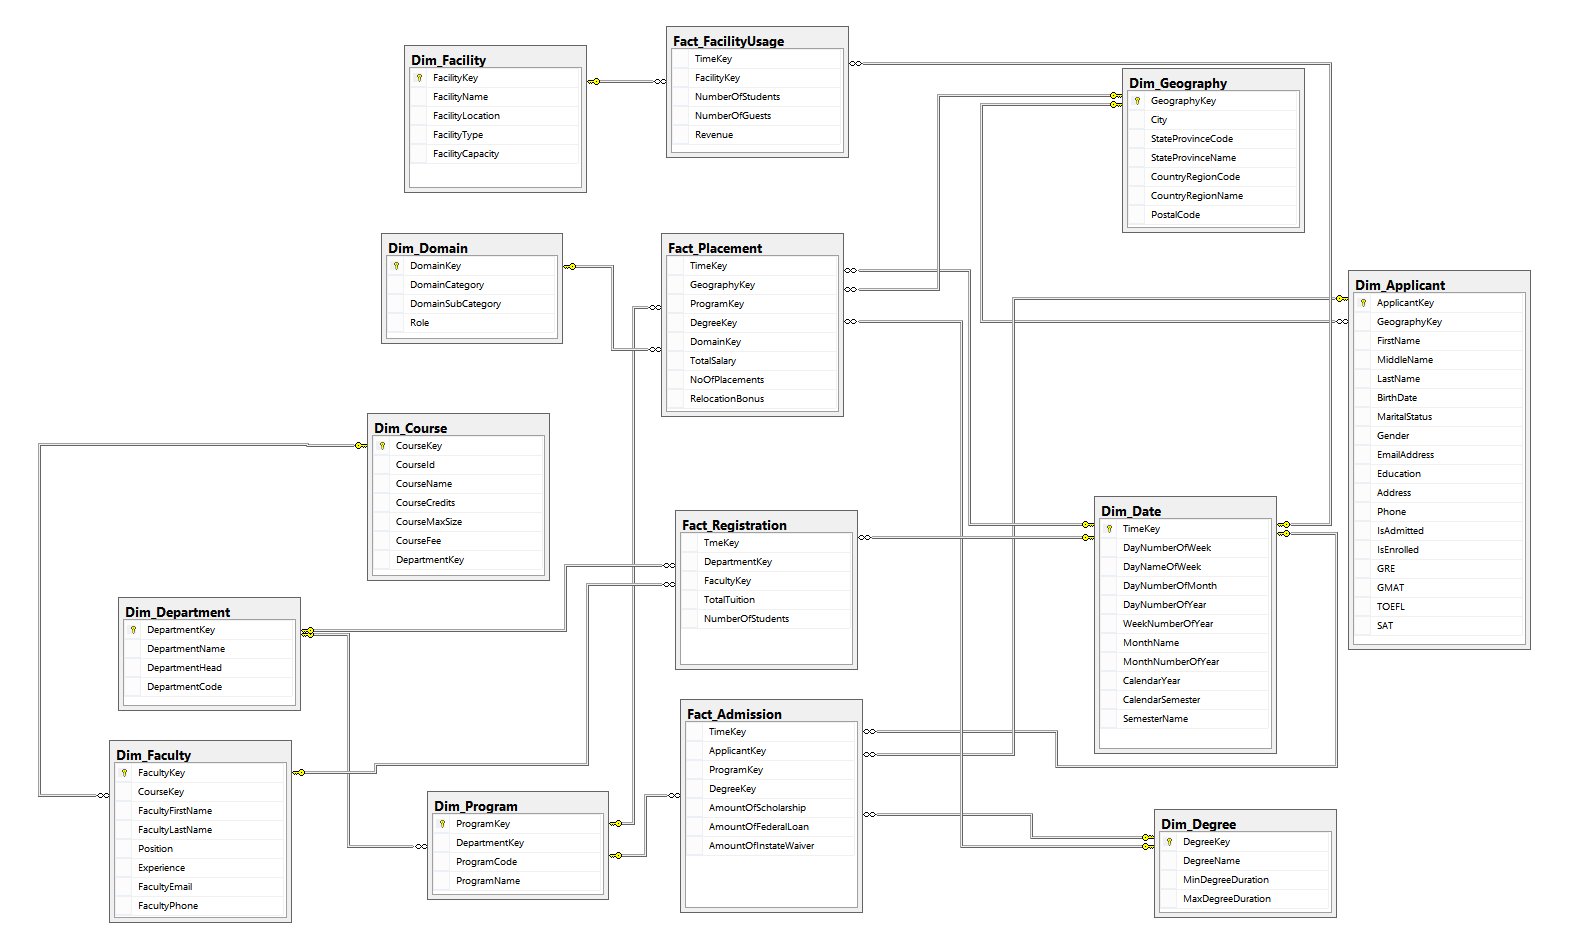 Dim_Facility
FacilityKey
FacilityName
FacilityLocation
FacilityType
FacilityCapacity
Fact_FacilityUsage
TimeKey
FacilityKey
NumberOfStudents
NumberOfGuests
Revenue
Dim_Geography
GeographyKey
City
StateProvinceCode
StateProvinceName
CountryRegionCode
CountryRegionName
PostalCode
Dim_Domain
DomainKey
DomainCategory
DomainSubCategory
Role
Fact_Placement
TimeKey
GeographyKey
ProgramKey
DegreeKey
DomainKey
TotalSalary
NoOfPlacements
RelocationBonus
Dim_Applicant
ApplicantKey
GeographyKey
FirstName
MiddleName
LastName
BirthDate
MaritalStatus
Gender
EmailAddress
Education
Address
Phone
IsAdmitted
IsEnrolled
GRE
GMAT
TOEFL
SAT
Dim_Course
CourseKey
CourseId
CourseName
CourseCredits
CourseMaxSize
CourseFee
DepartmentKey
Fact_Registration
TmeKey
DepartmentKey
FacultyKey
TotalTuition
NumberOfStudents
Dim_Date
TimeKey
DayNumberOfWeek
DayNameOfWeek
DayNumberOfMonth
DayNumberOfYear
WeekNumberOfYear
MonthName
MonthNumberOfYear
CalendarYear
CalendarSemester
SemesterName
Dim_Department
DepartmentKey
DepartmentName
DepartmentHead
DepartmentCode
Dim_Faculty
FacultyKey
CourseKey
FacultyFirstName
FacultyLastName
Position
Experience
FacultyEmail
FacultyPhone
Dim_Program
ProgramKey
DepartmentKey
ProgramCode
ProgramName
Fact_Admission
TimeKey
ApplicantKey
ProgramKey
DegreeKey
AmountOfScholarship
AmountOfFederalLoan
AmountOfInstateWaiver
Dim_Degree
DegreeKey
DegreeName
MinDegreeDuration
MaxDegreeDuration